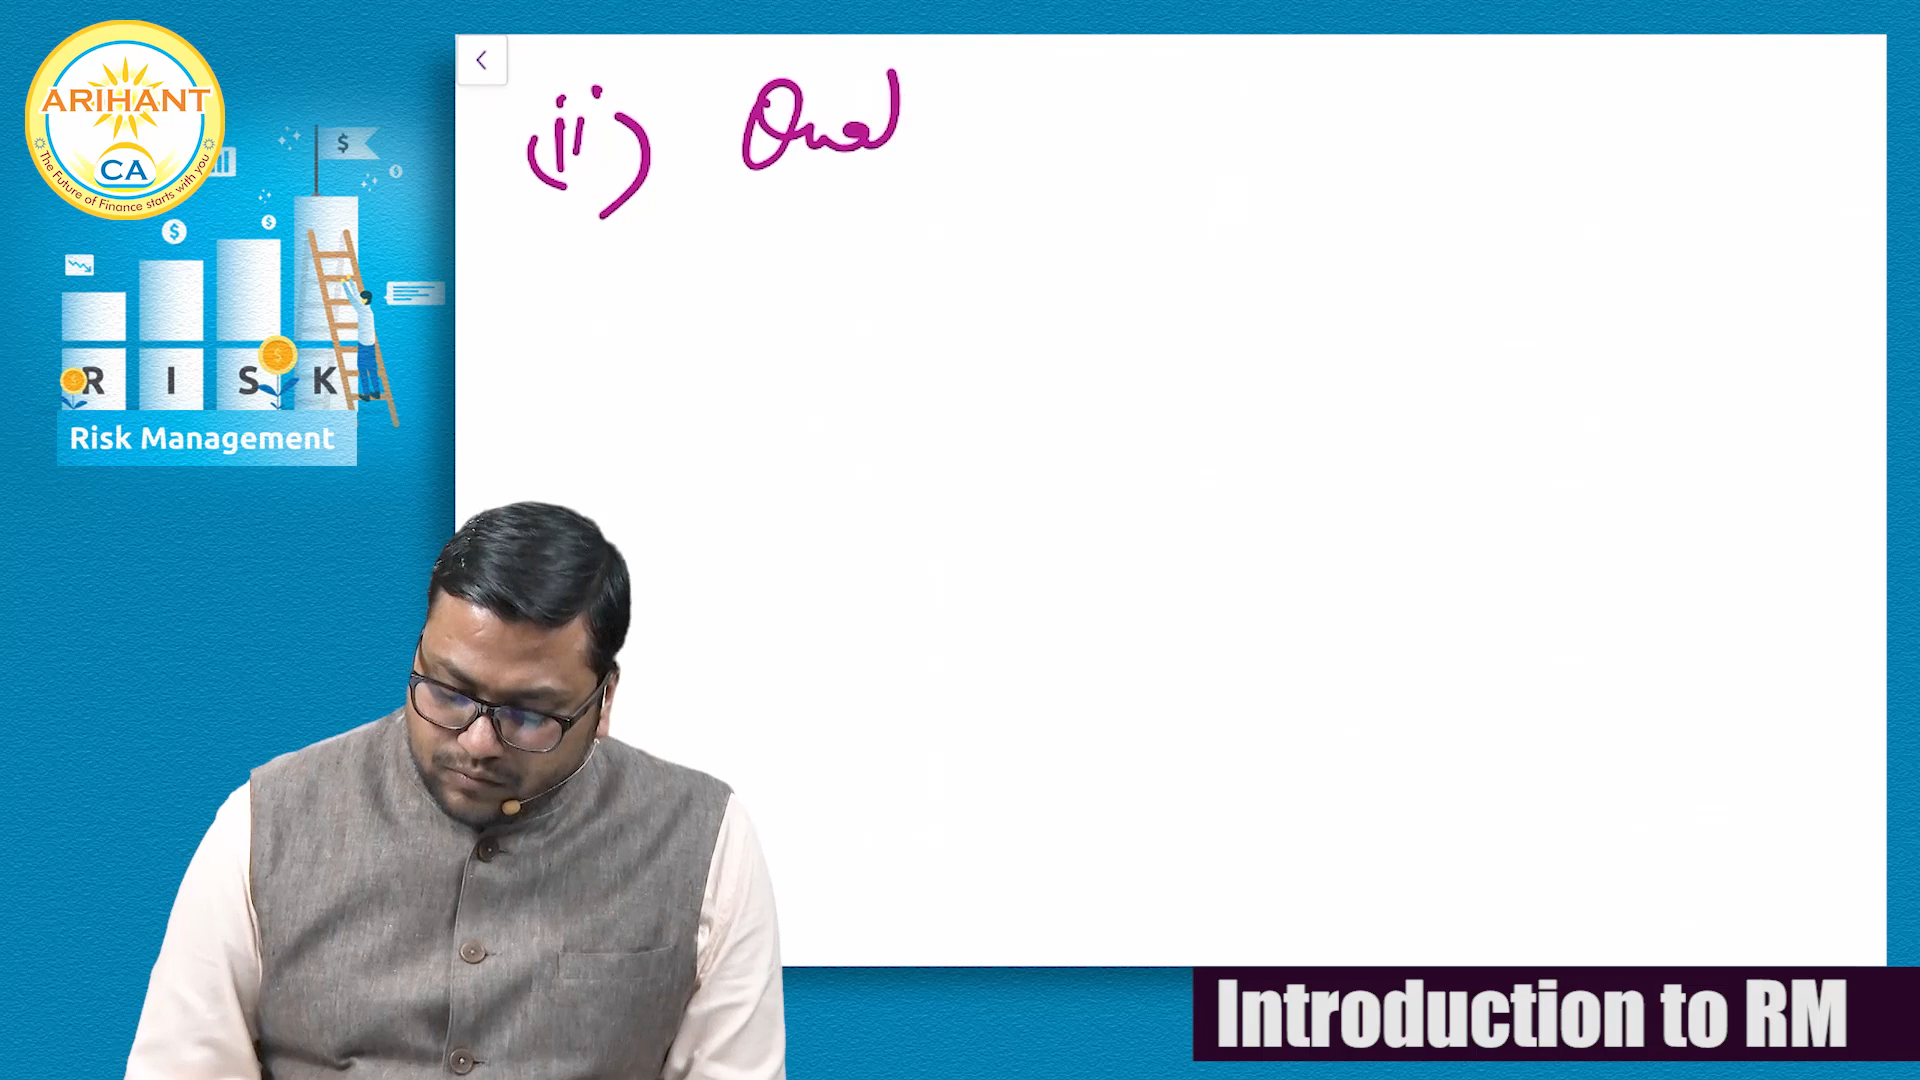 ARIHANT
CA
The Future of Finance starts with you
$
$
$
$
$
R I S K
Risk Management
(ii) Qual
Introduction to RM